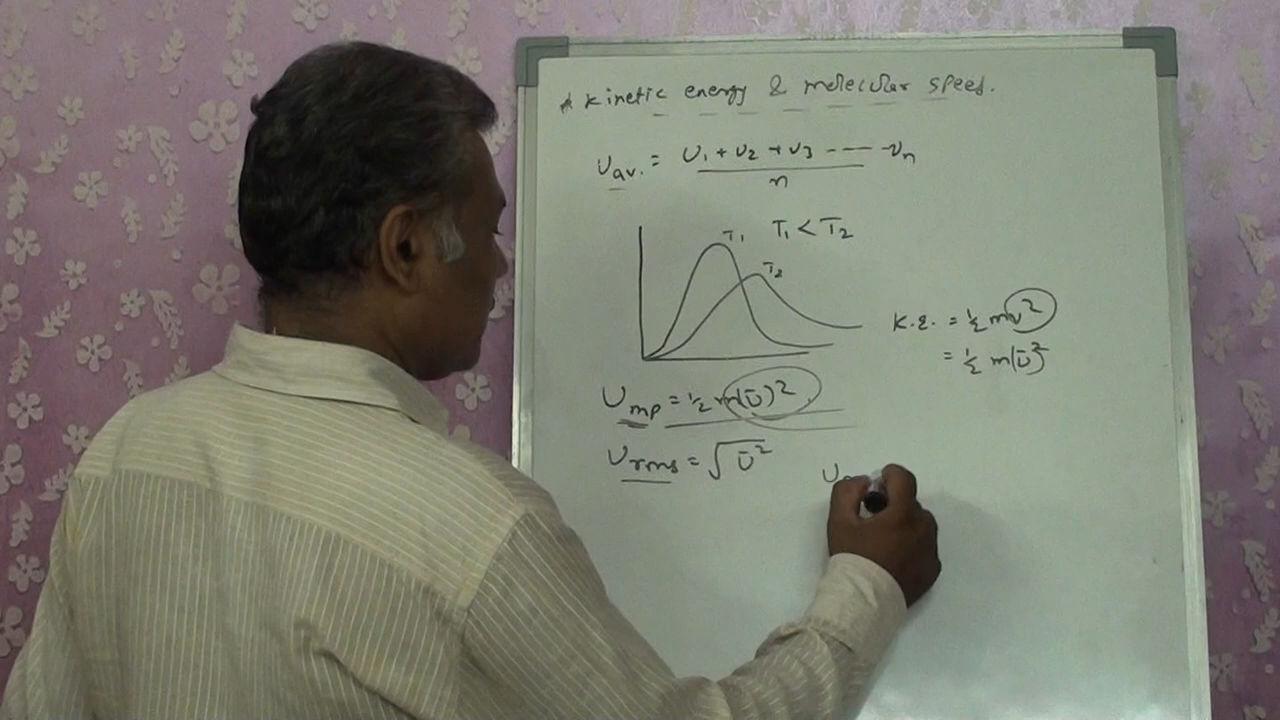 * Kinetic energy & molecular speed.
Uav. = U1 + U2 + U3 ------ Un
n
T1 T1 < T2
T2
K.E. = ½ mv²
= ½ m(Ū)²
Ump = ½ m(Ū)²
Urms = √Ū²
U